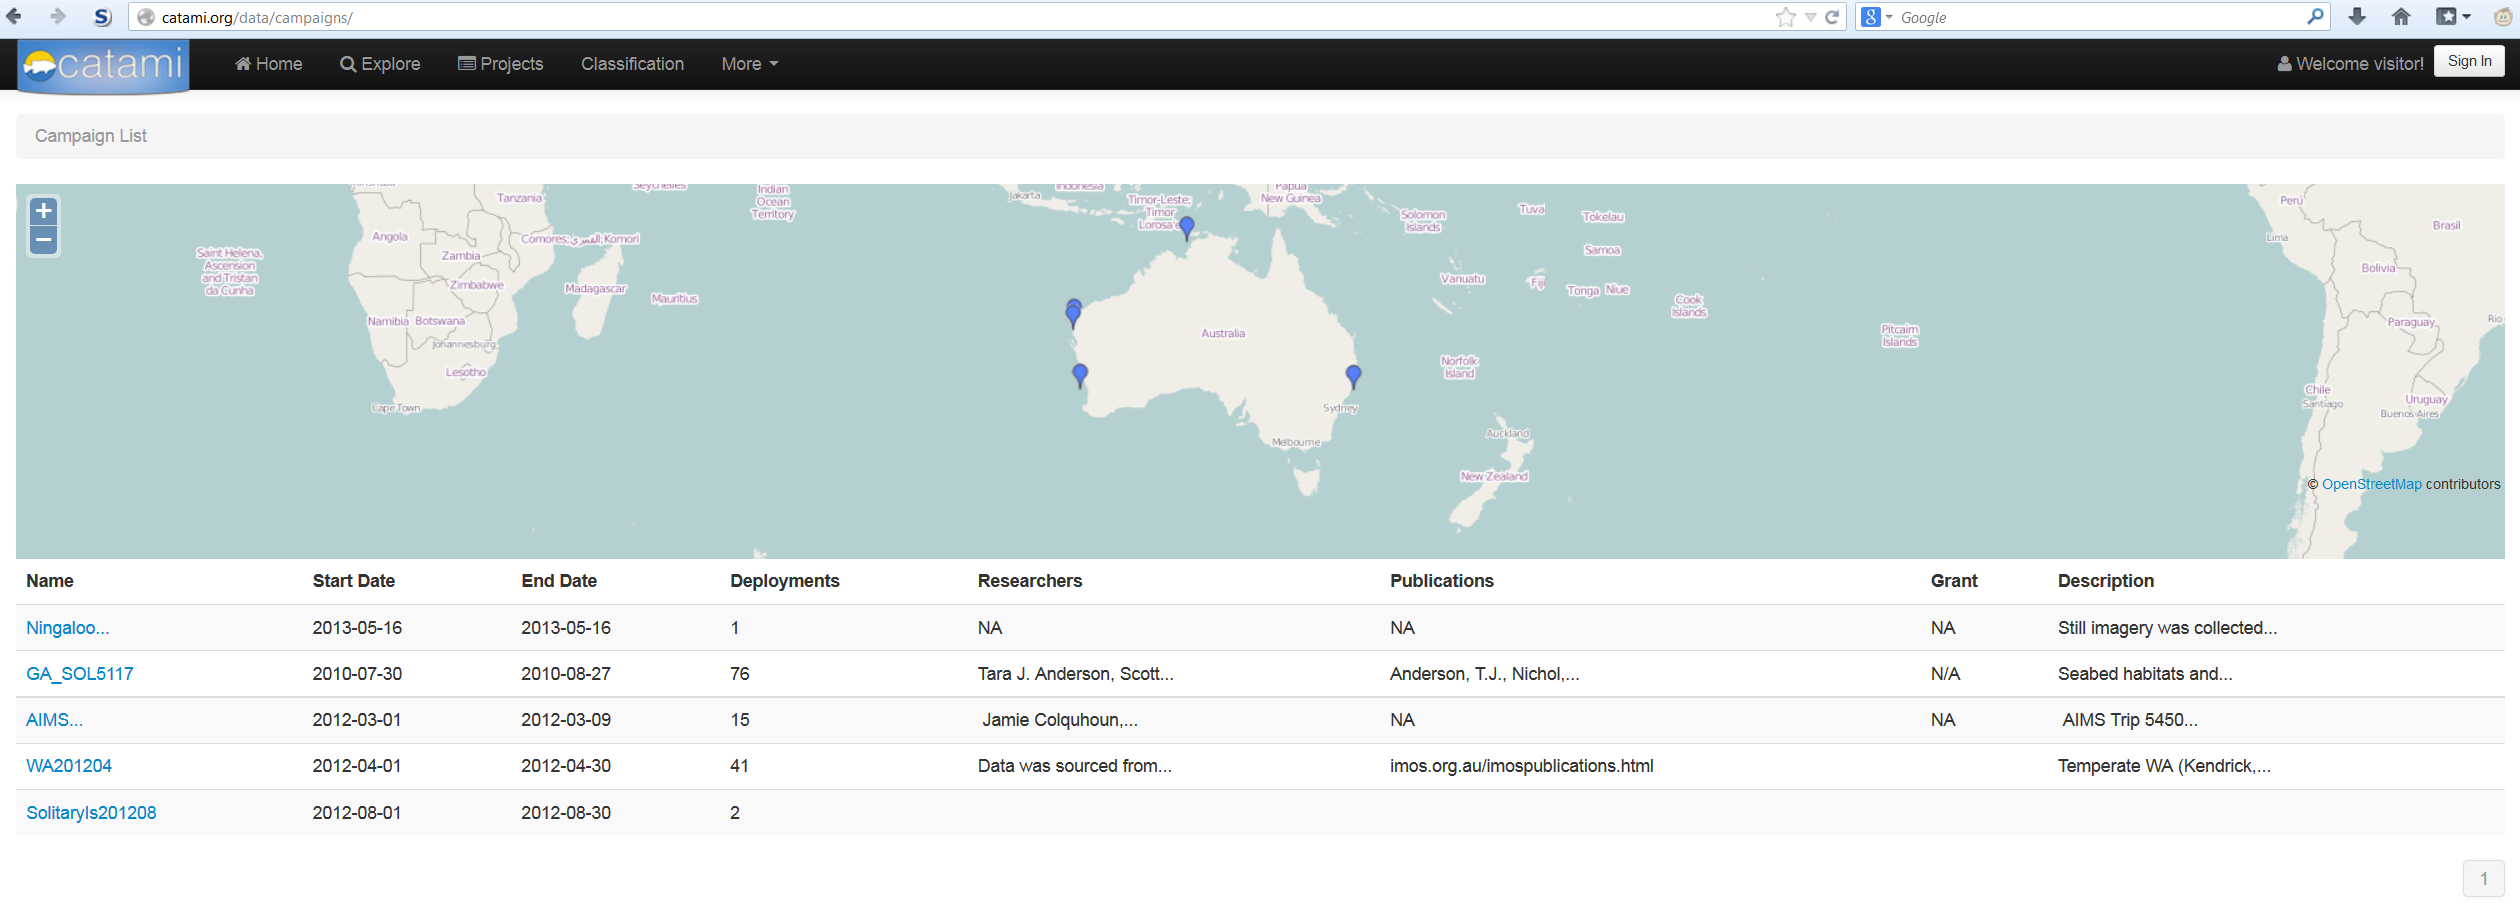 catami.org/data/campaigns/
Google
catami
Home
Explore
Projects
Classification
More
Welcome visitor!
Sign In
Campaign List
Tanzania
Seychelles
Indian
Ocean
Territory
Jakarta
Indonesia
Timor-Leste;
Timor
Lorosa'e
Papua
New Guinea
Solomon
Islands
Tuva
Tokelau
Samoa
Perú
Lima
Brasil
Bolivia
Angola
Zambia
Zimbabwe
Saint Helena,
Ascension
and Tristan
da Cunha
Madagascar
Mauritius
Namibia
Botswana
Johannesburg
Lesotho
Cape Town
Australia
Vanuatu
Fiji
Tonga
Niue
Cook
Islands
Pitcairn
Islands
Norfolk
Island
Sydney
Melbourne
Auckland
New Zealand
Paraguay
Rio
Chile
Santiago
Uruguay
Buenos Aires
© OpenStreetMap contributors
Name Start Date End Date Deployments Researchers Publications Grant Description
Ningaloo... 2013-05-16 2013-05-16 1 NA NA NA Still imagery was collected...
GA_SOL5117 2010-07-30 2010-08-27 76 Tara J. Anderson, Scott... Anderson, T.J., Nichol,... N/A Seabed habitats and...
AIMS... 2012-03-01 2012-03-09 15 Jamie Colquhoun,... NA NA AIMS Trip 5450...
WA201204 2012-04-01 2012-04-30 41 Data was sourced from... imos.org.au/imospublications.html Temperate WA (Kendrick,...
SolitaryIs201208 2012-08-01 2012-08-30 2
1